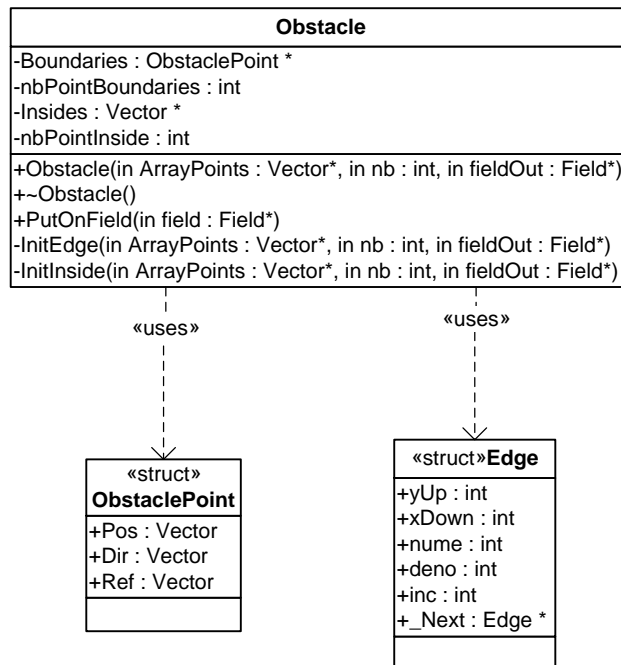 Obstacle
-Boundaries : ObstaclePoint *
-nbPointBoundaries : int
-Insides : Vector *
-nbPointInside : int
+Obstacle(in ArrayPoints : Vector*, in nb : int, in fieldOut : Field*)
+~Obstacle()
+PutOnField(in field : Field*)
-InitEdge(in ArrayPoints : Vector*, in nb : int, in fieldOut : Field*)
-InitInside(in ArrayPoints : Vector*, in nb : int, in fieldOut : Field*)
«uses»
«uses»
«struct»
ObstaclePoint
+Pos : Vector
+Dir : Vector
+Ref : Vector
«struct»Edge
+yUp : int
+xDown : int
+nume : int
+deno : int
+inc : int
+_Next : Edge *